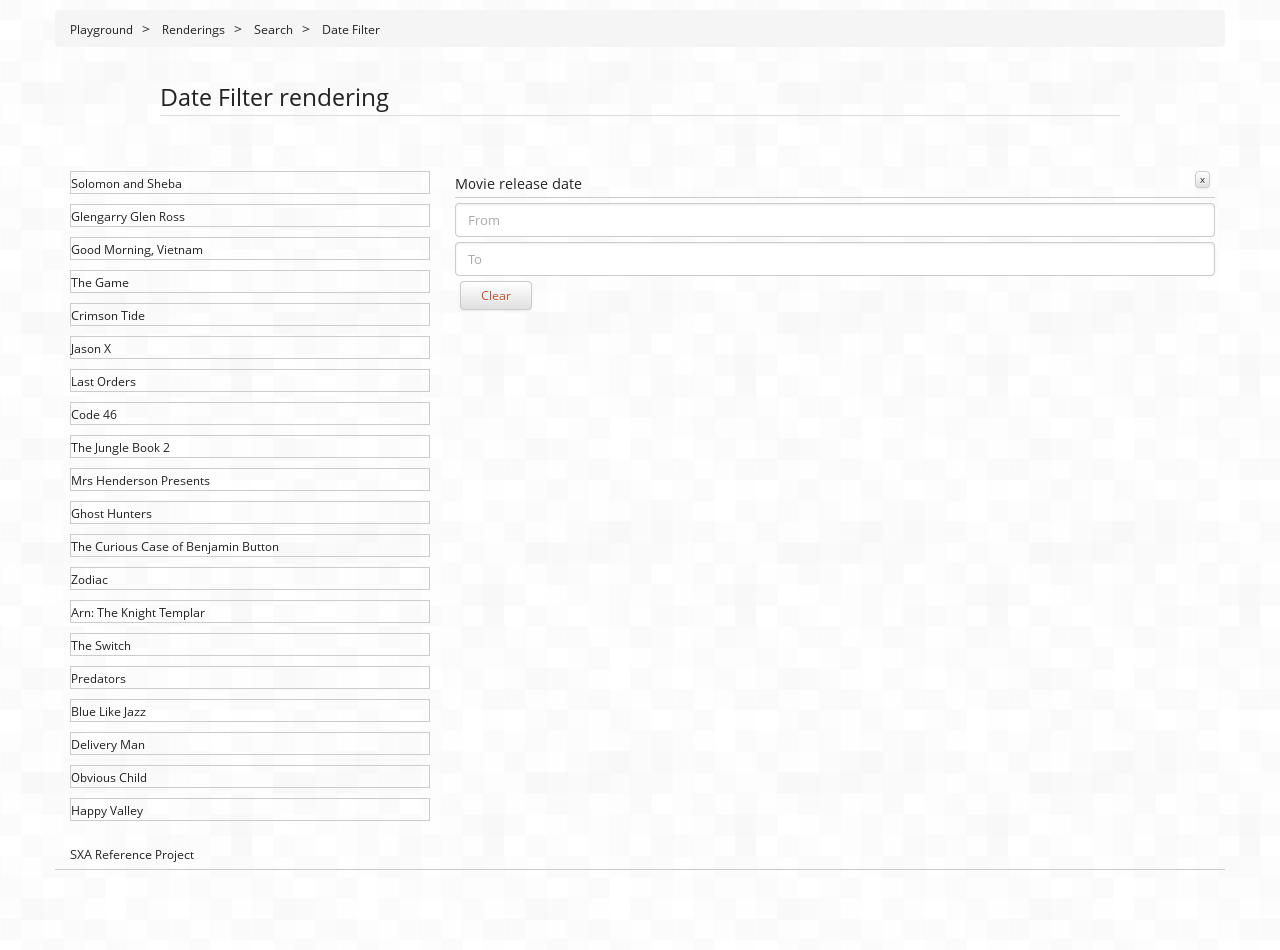 Playground > Renderings > Search > Date Filter
Date Filter rendering
Solomon and Sheba
Glengarry Glen Ross
Good Morning, Vietnam
The Game
Crimson Tide
Jason X
Last Orders
Code 46
The Jungle Book 2
Mrs Henderson Presents
Ghost Hunters
The Curious Case of Benjamin Button
Zodiac
Arn: The Knight Templar
The Switch
Predators
Blue Like Jazz
Delivery Man
Obvious Child
Happy Valley
Movie release date x
From
To
Clear
SXA Reference Project